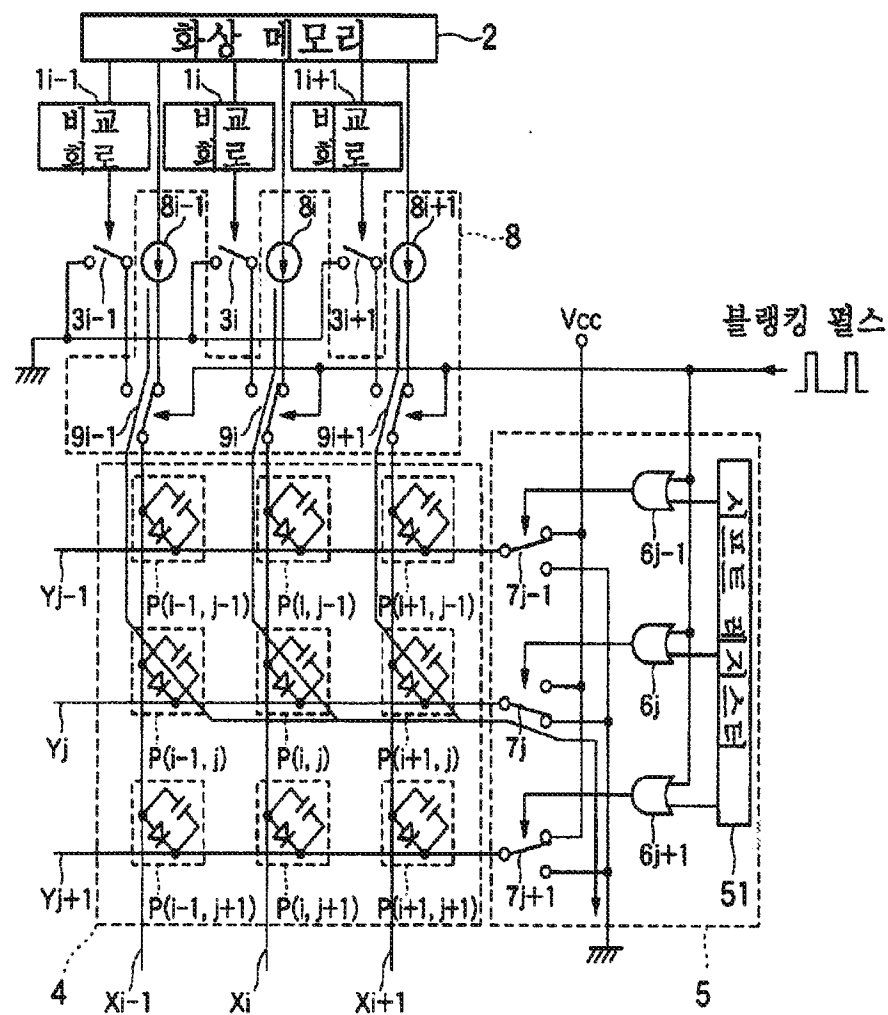 화상 메모리
2
1i-1
1i
1i+1
비교
회로
비교
회로
비교
회로
8i-1
8i
8i+1
8
3i-1
3i
3i+1
Vcc
블랭킹 펄스
9i-1
9i
9i+1
시프트 레지스터
6j-1
Yj-1
P(i-1, j-1)
P(i, j-1)
P(i+1, j-1)
7j-1
6j
Yj
P(i-1, j)
P(i, j)
P(i+1, j)
7j
6j+1
Yj+1
P(i-1, j+1)
P(i, j+1)
P(i+1, j+1)
7j+1
51
4
Xi-1
Xi
Xi+1
5